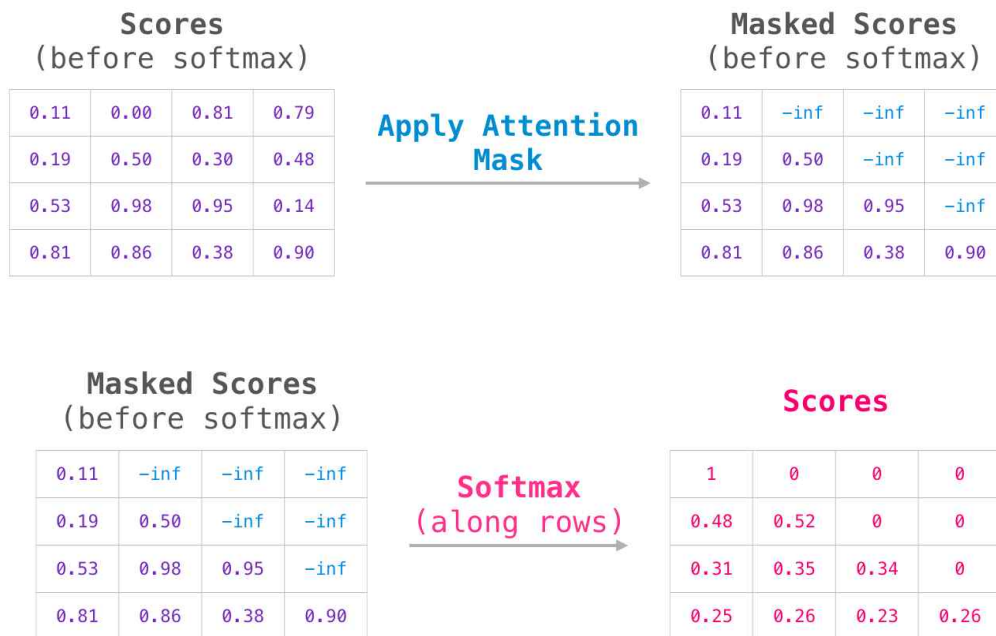 Scores
(before softmax)
Masked Scores
(before softmax)
0.11 0.00 0.81 0.79
0.19 0.50 0.30 0.48
0.53 0.98 0.95 0.14
0.81 0.86 0.38 0.90
Apply Attention
Mask
0.11 -inf -inf -inf
0.19 0.50 -inf -inf
0.53 0.98 0.95 -inf
0.81 0.86 0.38 0.90
Masked Scores
(before softmax)
Scores
0.11 -inf -inf -inf
0.19 0.50 -inf -inf
0.53 0.98 0.95 -inf
0.81 0.86 0.38 0.90
Softmax
(along rows)
1 0 0 0
0.48 0.52 0 0
0.31 0.35 0.34 0
0.25 0.26 0.23 0.26